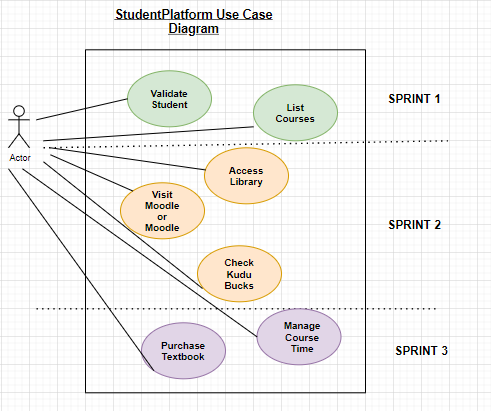 StudentPlatform Use Case
Diagram
Validate
Student
SPRINT 1
List
Courses
Actor
Access
Library
Visit
Moodle
or
Moodle
SPRINT 2
Check
Kudu
Bucks
Manage
Course
Time
Purchase
Textbook
SPRINT 3